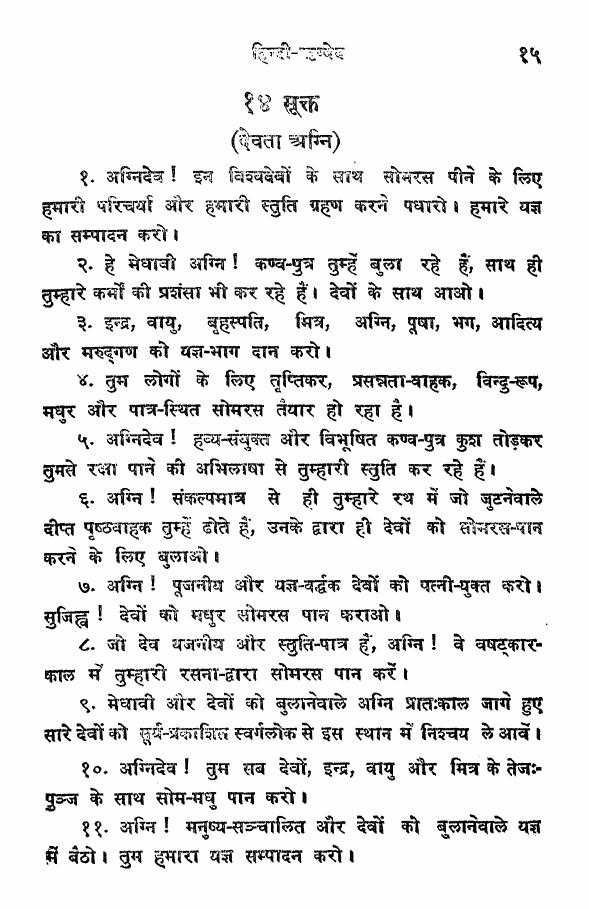 हिन्दी-ऋग्वेद १५
१४ सूक्त
(देवता अग्नि)
१. अग्निदेव ! इन विश्वदेवों के साथ सोमरस पीने के लिए
हमारी परिचर्या और हमारी स्तुति ग्रहण करने पधारो। हमारे यज्ञ
का सम्पादन करो।
२. हे मेधावी अग्नि ! कण्व-पुत्र तुम्हें बुला रहे हैं, साथ ही
तुम्हारे कर्मों की प्रशंसा भी कर रहे हैं। देवों के साथ आओ।
३. इन्द्र, वायु, बृहस्पति, मित्र, अग्नि, पूषा, भग, आदित्य
और मरुद्गण को यज्ञ-भाग दान करो।
४. तुम लोगों के लिए तृप्तिकर, प्रसन्नता-वाहक, विन्दु-रूप,
मधुर और पात्र-स्थित सोमरस तैयार हो रहा है।
५. अग्निदेव ! हव्य-संयुक्त और विभूषित कण्व-पुत्र कुश तोड़कर
तुमसे रक्षा पाने की अभिलाषा से तुम्हारी स्तुति कर रहे हैं।
६. अग्नि ! संकल्पमात्र से ही तुम्हारे रथ में जो जुटनेवाले
दीप्त पृष्ठवाहक तुम्हें ढोते हैं, उनके द्वारा ही देवों को सोमरस-पान
करने के लिए बुलाओ।
७. अग्नि ! पूजनीय और यज्ञ-वर्द्धक देवों को पत्नी-युक्त करो।
सुजिह्व ! देवों को मधुर सोमरस पान कराओ।
८. जो देव यजनीय और स्तुति-पात्र हैं, अग्नि ! वे वषट्कार-
काल में तुम्हारी रसना-द्वारा सोमरस पान करें।
९. मेधावी और देवों को बुलानेवाले अग्नि प्रातःकाल जागे हुए
सारे देवों को सूर्य-प्रकाशित स्वर्गलोक से इस स्थान में निश्चय ले आवें।
१०. अग्निदेव ! तुम सब देवों, इन्द्र, वायु और मित्र के तेजः-
पुञ्ज के साथ सोम-मधु पान करो।
११. अग्नि ! मनुष्य-सञ्चालित और देवों को बुलानेवाले यज्ञ
में बैठो। तुम हमारा यज्ञ सम्पादन करो।